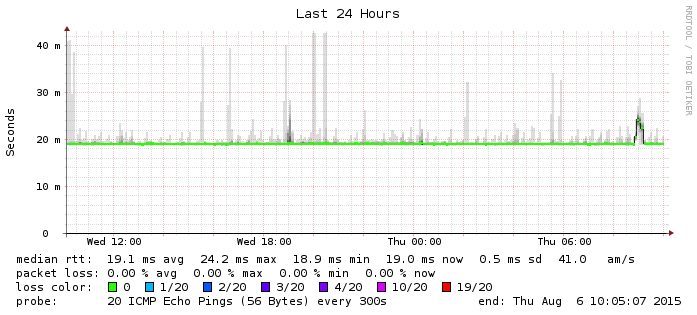 Last 24 Hours
RRDTOOL / TOBI OETIKER
Seconds
40 m
30 m
20 m
10 m
0
Wed 12:00 Wed 18:00 Thu 00:00 Thu 06:00
median rtt: 19.1 ms avg 24.2 ms max 18.9 ms min 19.0 ms now 0.5 ms sd 41.0 am/s
packet loss: 0.00 % avg 0.00 % max 0.00 % min 0.00 % now
loss color: 0 1/20 2/20 3/20 4/20 10/20 19/20
probe: 20 ICMP Echo Pings (56 Bytes) every 300s end: Thu Aug 6 10:05:07 2015